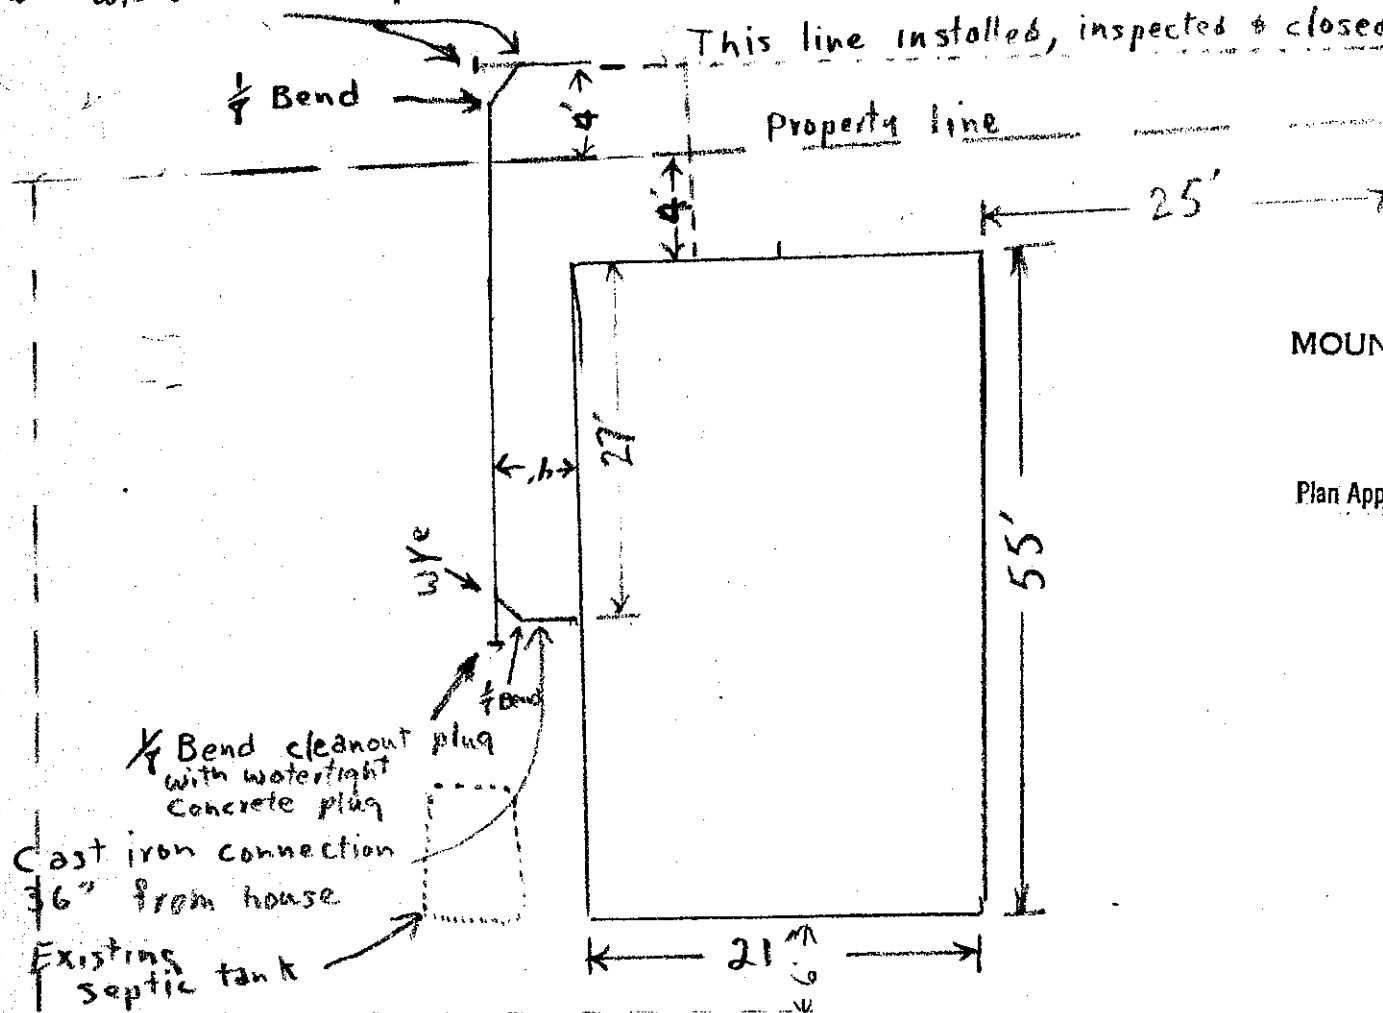 This line installed, inspected & closed
1/4 Bend
4'
Property line
4'
25'
MOUN
27'
Plan App
4'
55'
Wye
1/4 Bend
1/4 Bend cleanout plug
with watertight
Concrete plug
Cast iron connection
36" from house
21'
Existing
septic tank